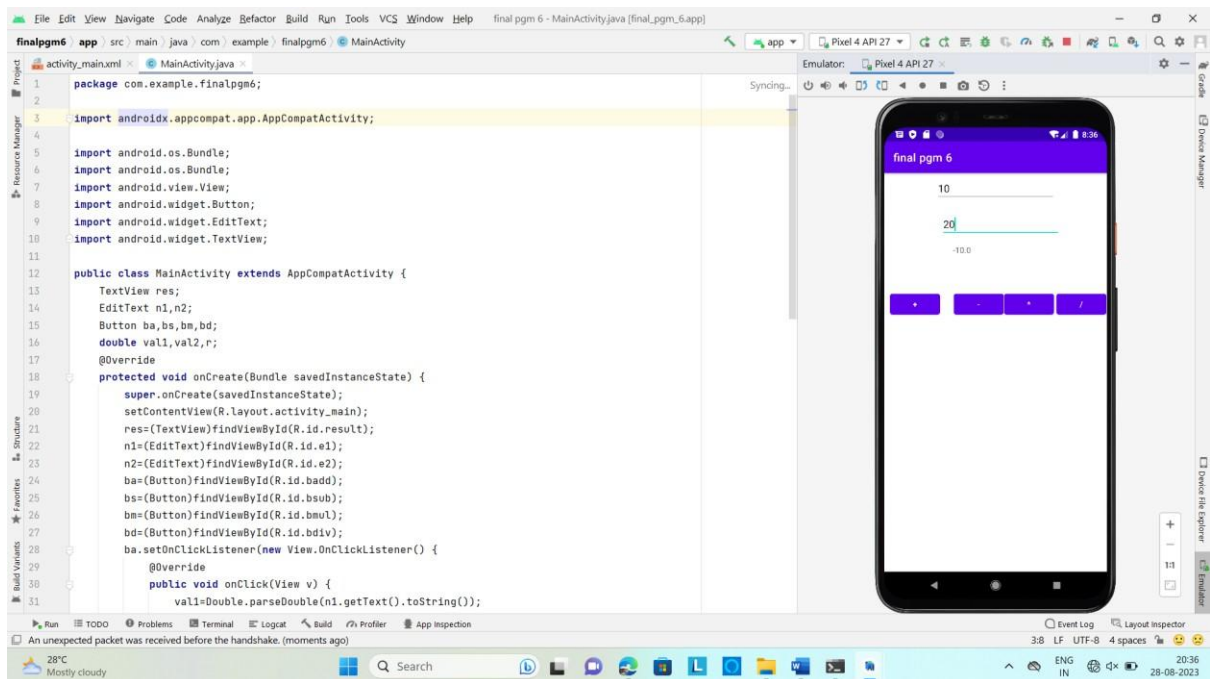 File Edit View Navigate Code Analyze Refactor Build Run Tools VCS Window Help final pgm 6 - MainActivity.java [final_pgm_6.app]
finalpgm6 app src main java com example finalpgm6 MainActivity
app Pixel 4 API 27
activity_main.xml MainActivity.java
Emulator: Pixel 4 API 27
Syncing...
Project
Resource Manager
Structure
Favorites
Build Variants
1 package com.example.finalpgm6;
2
3 import androidx.appcompat.app.AppCompatActivity;
4
5 import android.os.Bundle;
6 import android.os.Bundle;
7 import android.view.View;
8 import android.widget.Button;
9 import android.widget.EditText;
10 import android.widget.TextView;
11
12 public class MainActivity extends AppCompatActivity {
13 TextView res;
14 EditText n1,n2;
15 Button ba,bs,bm,bd;
16 double val1,val2,r;
17 @Override
18 protected void onCreate(Bundle savedInstanceState) {
19 super.onCreate(savedInstanceState);
20 setContentView(R.layout.activity_main);
21 res=(TextView)findViewById(R.id.result);
22 n1=(EditText)findViewById(R.id.e1);
23 n2=(EditText)findViewById(R.id.e2);
24 ba=(Button)findViewById(R.id.badd);
25 bs=(Button)findViewById(R.id.bsub);
26 bm=(Button)findViewById(R.id.bmul);
27 bd=(Button)findViewById(R.id.bdiv);
28 ba.setOnClickListener(new View.OnClickListener() {
29 @Override
30 public void onClick(View v) {
31 val1=Double.parseDouble(n1.getText().toString());
8:36
final pgm 6
10
20
-10.0
+ - * /
1:1
Gradle
Device Manager
Device File Explorer
Emulator
Run TODO Problems Terminal Logcat Build Profiler App Inspection Event Log Layout Inspector
An unexpected packet was received before the handshake. (moments ago) 3:8 LF UTF-8 4 spaces
28°C
Mostly cloudy
Search
ENG
IN
20:36
28-08-2023